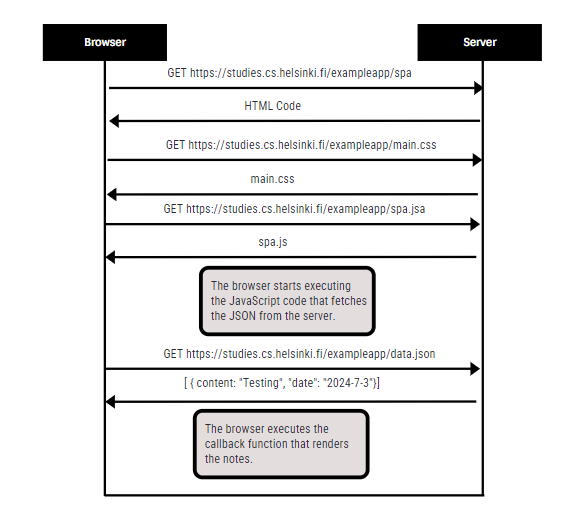 Browser
Server
GET https://studies.cs.helsinki.fi/exampleapp/spa
HTML Code
GET https://studies.cs.helsinki.fi/exampleapp/main.css
main.css
GET https://studies.cs.helsinki.fi/exampleapp/spa.jsa
spa.js
The browser starts executing
the JavaScript code that fetches
the JSON from the server.
GET https://studies.cs.helsinki.fi/exampleapp/data.json
[ { content: "Testing", "date": "2024-7-3"}]
The browser executes the
callback function that renders
the notes.